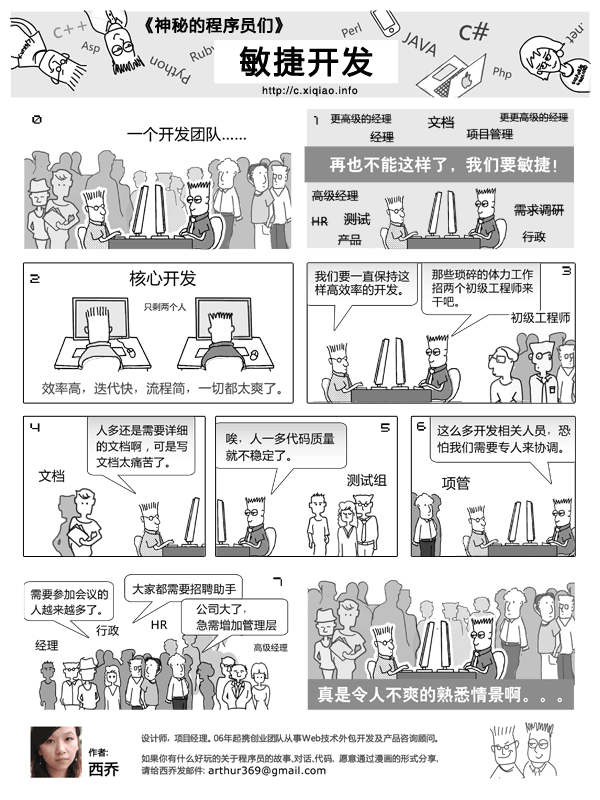 《神秘的程序员们》
C++
Asp
Python
Ruby
Perl
JAVA
C#
Php
.net
敏捷开发
http://c.xiqiao.info
0
一个开发团队......
1
更高级的经理
经理
文档
更更高级的经理
项目管理
再也不能这样了，我们要敏捷！
高级经理
HR
测试
产品
需求调研
行政
2
核心开发
只剩两个人
效率高，迭代快，流程简，一切都太爽了。
3
我们要一直保持这
样高效率的开发。
那些琐碎的体力工作
招两个初级工程师来
干吧。
初级工程师
4
人多还是需要详细
的文档啊，可是写
文档太痛苦了。
文档
5
唉，人一多代码质量
就不稳定了。
测试组
6
这么多开发相关人员，恐
怕我们需要专人来协调。
项管
7
需要参加会议的
人越来越多了。
大家都需要招聘助手
公司大了，
急需增加管理层
经理
行政
HR
高级经理
真是令人不爽的熟悉情景啊。。。
作者:
西乔
设计师，项目经理。06年起携创业团队从事Web技术外包开发及产品咨询顾问。
如果你有什么好玩的关于程序员的故事,对话,代码，愿意通过漫画的形式分享,
请给西乔发邮件: arthur369@gmail.com